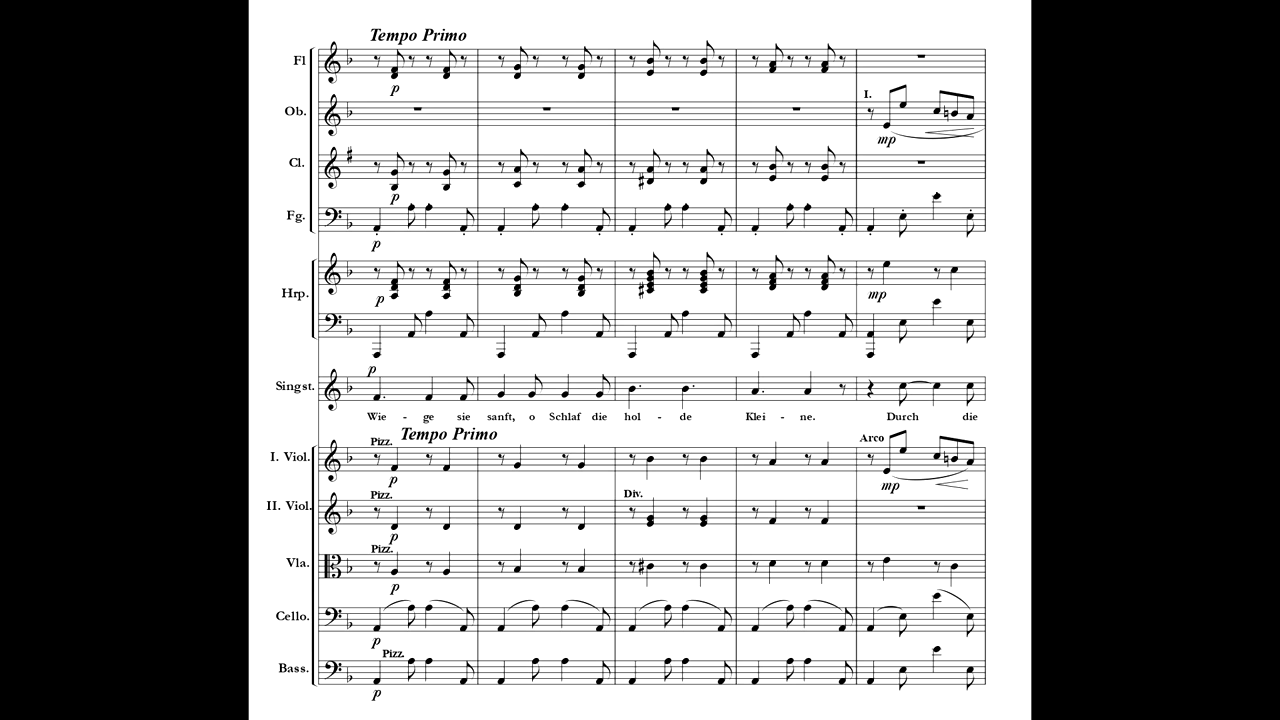 Tempo Primo
Fl
p
I.
Ob.
mp
Cl.
p
Fg.
p
Hrp.
p
mp
p
Singst.
Wie - ge sie sanft, o Schlaf die hol - de Klei - ne. Durch die
Tempo Primo
Pizz.
Arco
I. Viol.
p
mp
Pizz.
Div.
II. Viol.
p
Pizz.
Vla.
p
Cello.
p
Pizz.
Bass.
p